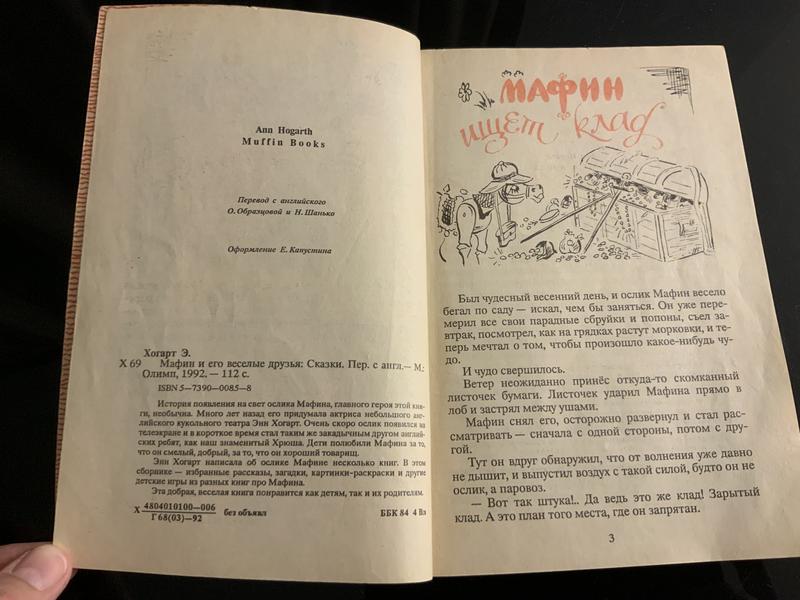 Ann Hogarth
Muffin Books
Перевод с английского
О. Образцовой и Н. Шанько
Оформление Е. Капустина
Хогарт Э.
Х 69 Мафин и его веселые друзья: Сказки. Пер. с англ.— М.:
Олимп, 1992. — 112 с.
ISBN 5—7390—0085—8
История появления на свет ослика Мафина, главного героя этой кни-
ги, необычна. Много лет назад его придумала актриса небольшого анг-
лийского кукольного театра Энн Хогарт. Очень скоро ослик появился на
телеэкране и в короткое время стал таким же закадычным другом английс-
ких ребят, как наш знаменитый Хрюша. Дети полюбили Мафина за то,
что он смелый, добрый, за то, что он хороший товарищ.
Энн Хогарт написала об ослике Мафине несколько книг. В этом
сборнике — избранные рассказы, загадки, картинки-раскраски и другие
детские игры из разных книг про Мафина.
Эта добрая, веселая книга понравится как детям, так и их родителям.
Х 4804010100—006
Г 68(03)—92 без объявл ББК 84 4 Вл
МАФИН
ищет клад
Был чудесный весенний день, и ослик Мафин весело
бегал по саду — искал, чем бы заняться. Он уже пере-
мерил все свои парадные сбруйки и попоны, съел зав-
трак, посмотрел, как на грядках растут морковки, и те-
перь мечтал о том, чтобы произошло какое-нибудь чу-
до.
И чудо свершилось.
Ветер неожиданно принёс откуда-то скомканный
листочек бумаги. Листочек ударил Мафина прямо в
лоб и застрял между ушами.
Мафин снял его, осторожно развернул и стал рас-
сматривать — сначала с одной стороны, потом с дру-
гой.
Тут он вдруг обнаружил, что от волнения уже давно
не дышит, и выпустил воздух с такой силой, будто он не
ослик, а паровоз.
— Вот так штука!.. Да ведь это же клад! Зарытый
клад. А это план того места, где он запрятан.
3